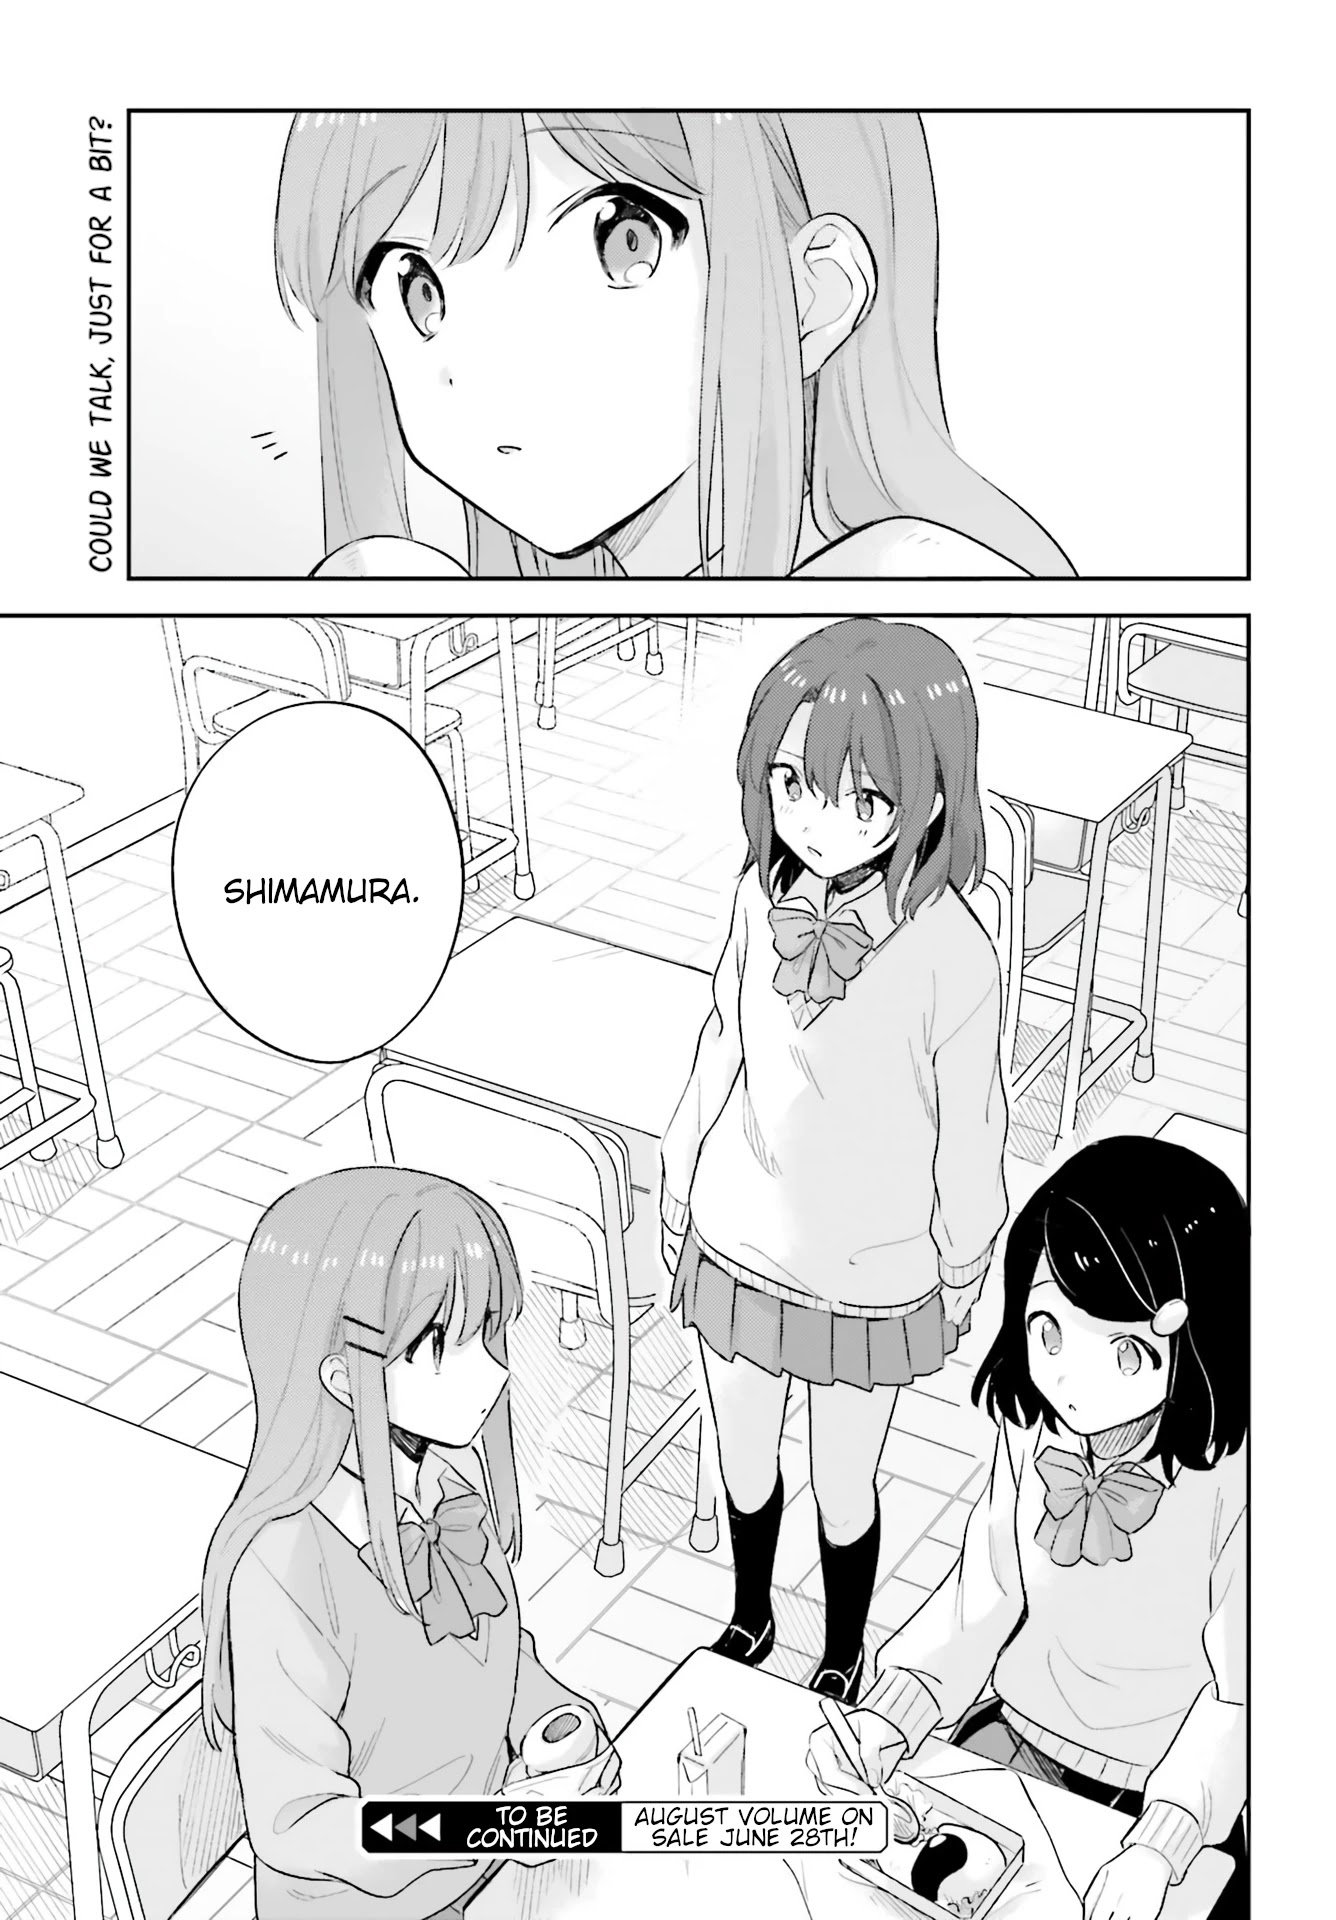 COULD WE TALK, JUST FOR A BIT?
SHIMAMURA.
TO BE
CONTINUED
AUGUST VOLUME ON
SALE JUNE 28TH!